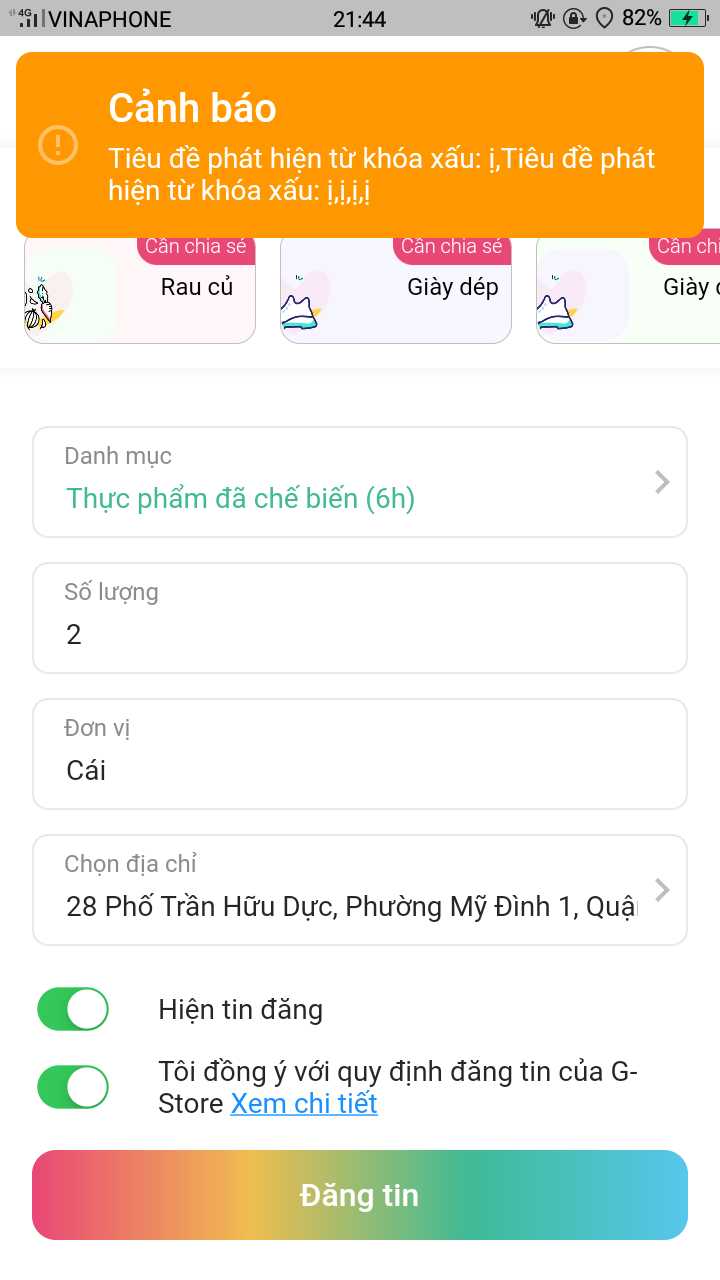 4G VINAPHONE 21:44 82%
Cảnh báo
Tiêu đề phát hiện từ khóa xấu: ị,Tiêu đề phát
hiện từ khóa xấu: ị,ị,ị,ị
Cần chia sẻ Cần chia sẻ Cần chi
Rau củ Giày dép Giày
Danh mục
Thực phẩm đã chế biến (6h)
Số lượng
2
Đơn vị
Cái
Chọn địa chỉ
28 Phố Trần Hữu Dực, Phường Mỹ Đình 1, Quậ
Hiện tin đăng
Tôi đồng ý với quy định đăng tin của G-
Store Xem chi tiết
Đăng tin